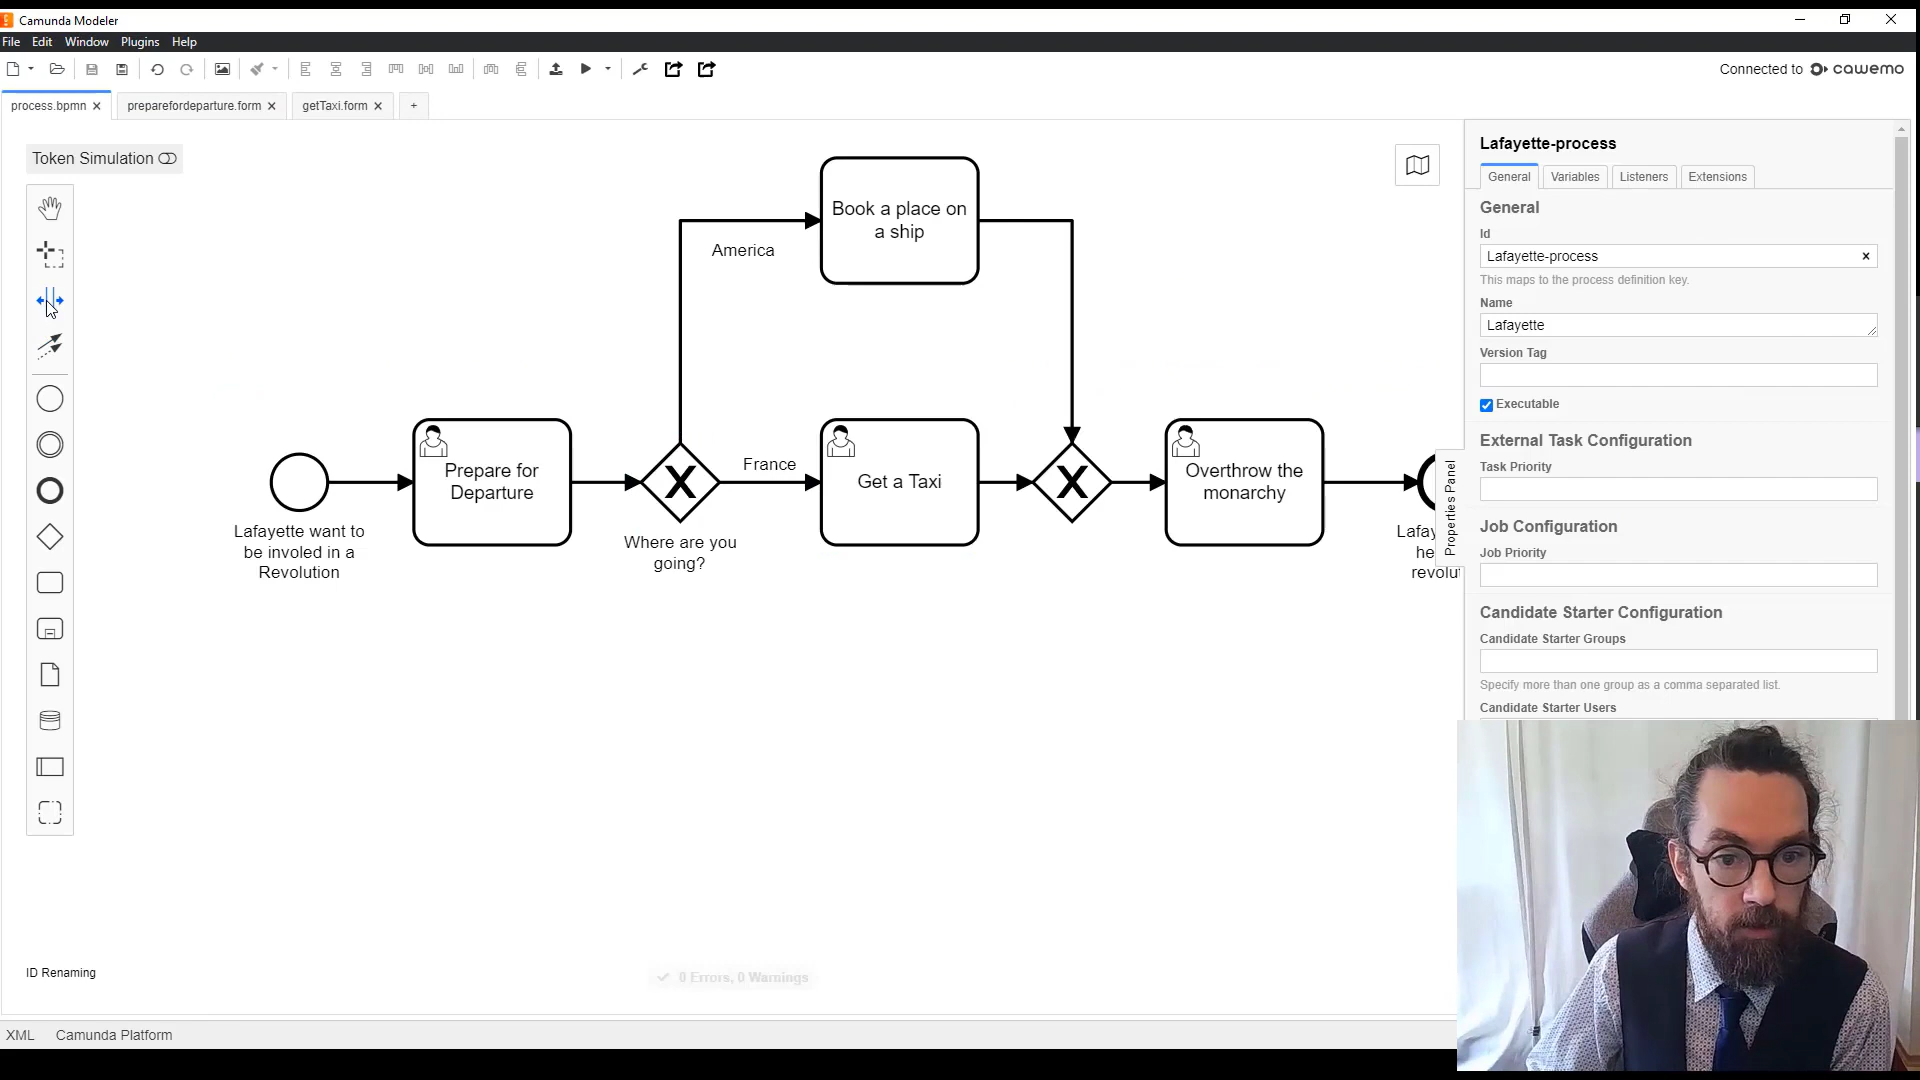 Camunda Modeler
File Edit Window Plugins Help
Connected to cawemo
process.bpmn × preparefordeparture.form × getTaxi.form × +
Token Simulation
Book a place on
a ship
America
Prepare for
Departure
France
Get a Taxi
Overthrow the
monarchy
X
X
Lafayette want to
be involed in a
Revolution
Where are you
going?
Lafay
he
revolut
Properties Panel
ID Renaming
0 Errors, 0 Warnings
XML Camunda Platform
Lafayette-process
General Variables Listeners Extensions
General
Id
Lafayette-process ×
This maps to the process definition key.
Name
Lafayette
Version Tag
Executable
External Task Configuration
Task Priority
Job Configuration
Job Priority
Candidate Starter Configuration
Candidate Starter Groups
Specify more than one group as a comma separated list.
Candidate Starter Users